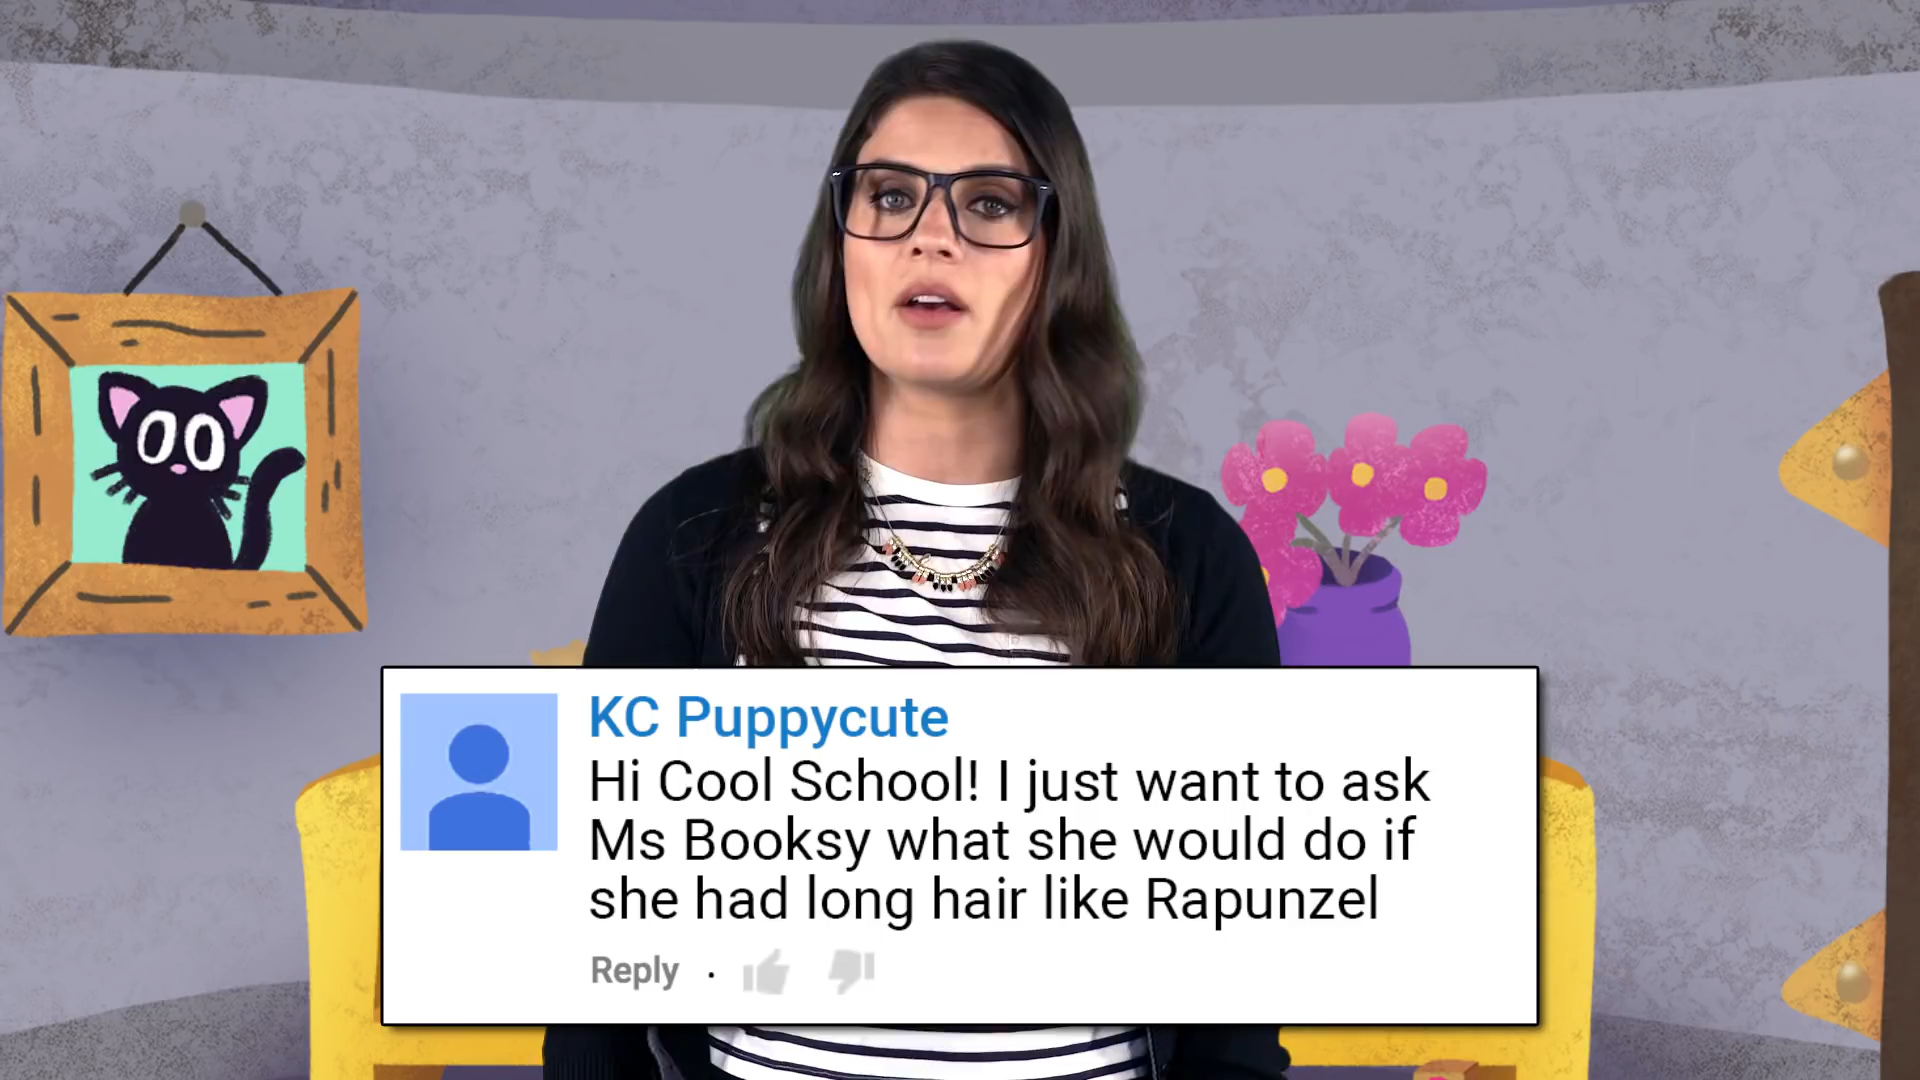 KC Puppycute
Hi Cool School! I just want to ask
Ms Booksy what she would do if
she had long hair like Rapunzel
Reply ·